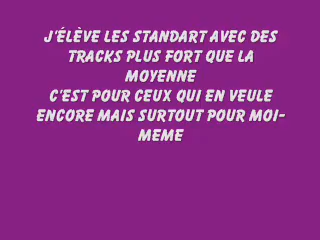 J'ÉLÈVE LES STANDART AVEC DES
TRACKS PLUS FORT QUE LA
MOYENNE
C'EST POUR CEUX QUI EN VEULE
ENCORE MAIS SURTOUT POUR MOI-
MEME